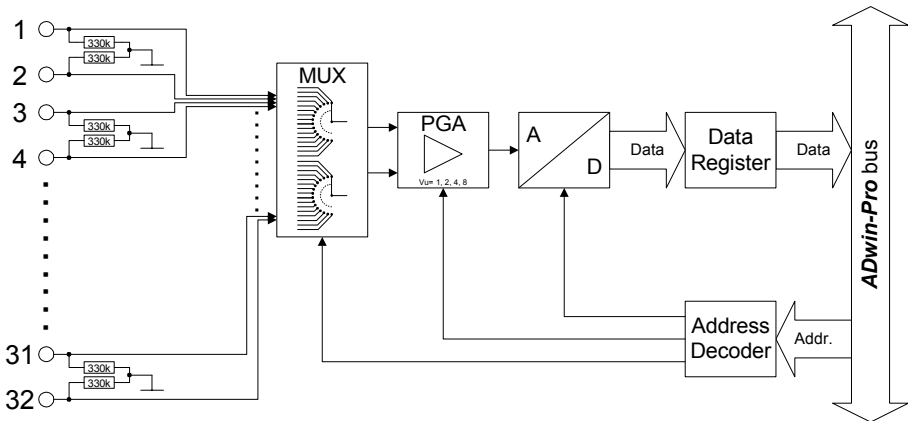 1
330k
330k
2
3
330k
330k
4
31
330k
330k
32
MUX
PGA
Vu= 1, 2, 4, 8
A
D
Data
Data
Register
Data
Address
Decoder
Addr.
ADwin-Pro bus